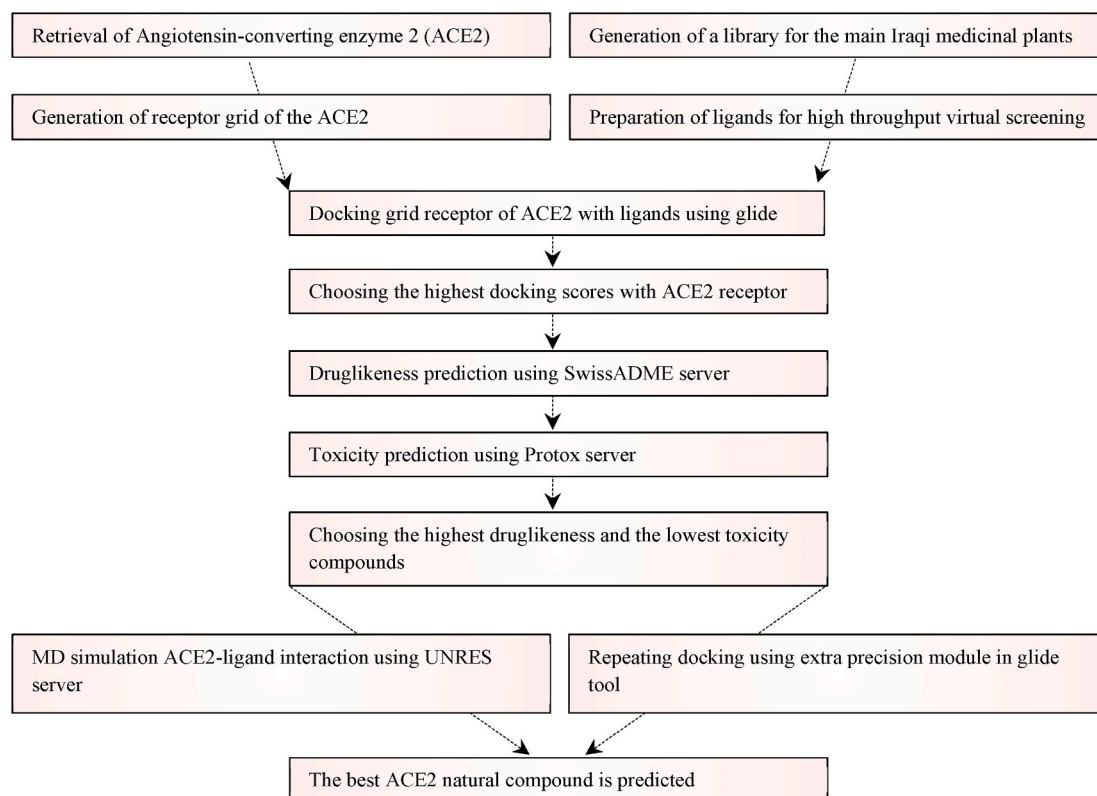 Retrieval of Angiotensin-converting enzyme 2 (ACE2)
Generation of a library for the main Iraqi medicinal plants
Generation of receptor grid of the ACE2
Preparation of ligands for high throughput virtual screening
Docking grid receptor of ACE2 with ligands using glide
Choosing the highest docking scores with ACE2 receptor
Druglikeness prediction using SwissADME server
Toxicity prediction using Protox server
Choosing the highest druglikeness and the lowest toxicity
compounds
MD simulation ACE2-ligand interaction using UNRES
server
Repeating docking using extra precision module in glide
tool
The best ACE2 natural compound is predicted